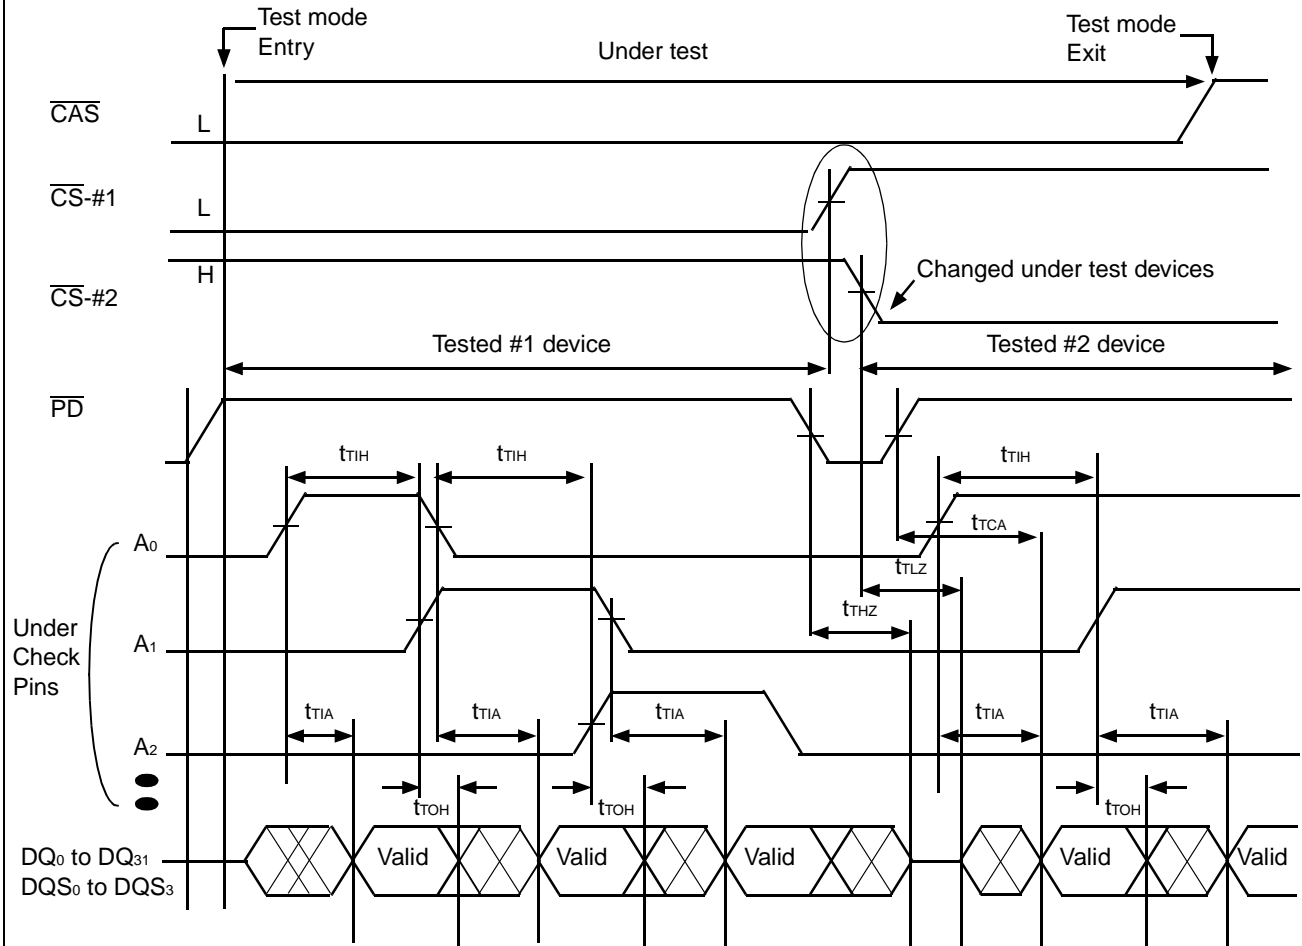 Test mode
Entry
Under test
Test mode
Exit
CAS
L
CS-#1
L
H
CS-#2
Changed under test devices
Tested #1 device
Tested #2 device
PD
tTIH
tTIH
tTIH
A0
tTCA
tTLZ
tTHZ
Under
Check
Pins
A1
tTIA
tTIA
tTIA
tTIA
tTIA
A2
tTOH
tTOH
tTOH
DQ0 to DQ31
DQS0 to DQS3
Valid
Valid
Valid
Valid
Valid